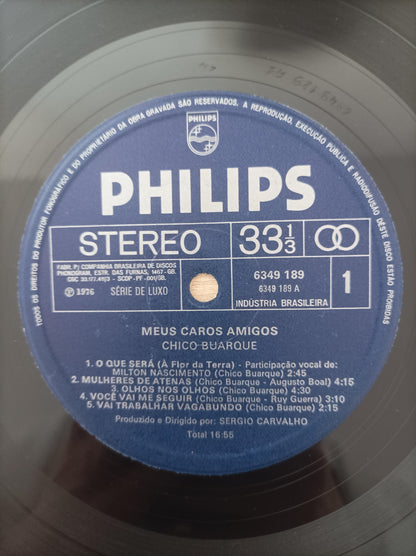 TODOS OS DIREITOS DO PRODUTOR FONOGRÁFICO E DO PROPRIETÁRIO DA OBRA GRAVADA SÃO RESERVADOS. A REPRODUÇÃO, EXECUÇÃO PÚBLICA E RADIODIFUSÃO DESTE DISCO ESTÃO PROIBIDAS
PHILIPS
PHILIPS
STEREO 33 1/3
FABR. P/ COMPANHIA BRASILEIRA DE DISCOS
PHONOGRAM, ESTR. DAS FURNAS, 1467 - GB.
Ⓟ 1976 SÉRIE DE LUXO
6349 189
6349 189 A
INDÚSTRIA BRASILEIRA
1
MEUS CAROS AMIGOS
CHICO BUARQUE
1. O QUE SERÁ (À Flor da Terra) - Participação vocal de:
MILTON NASCIMENTO (Chico Buarque) 2:45
2. MULHERES DE ATENAS (Chico Buarque - Augusto Boal) 4:15
3. OLHOS NOS OLHOS (Chico Buarque) 4:30
4. VOCÊ VAI ME SEGUIR (Chico Buarque - Ruy Guerra) 3:10
5. VAI TRABALHAR VAGABUNDO (Chico Buarque) 2:15
Produzido e Dirigido por: SERGIO CARVALHO
Total 16:55